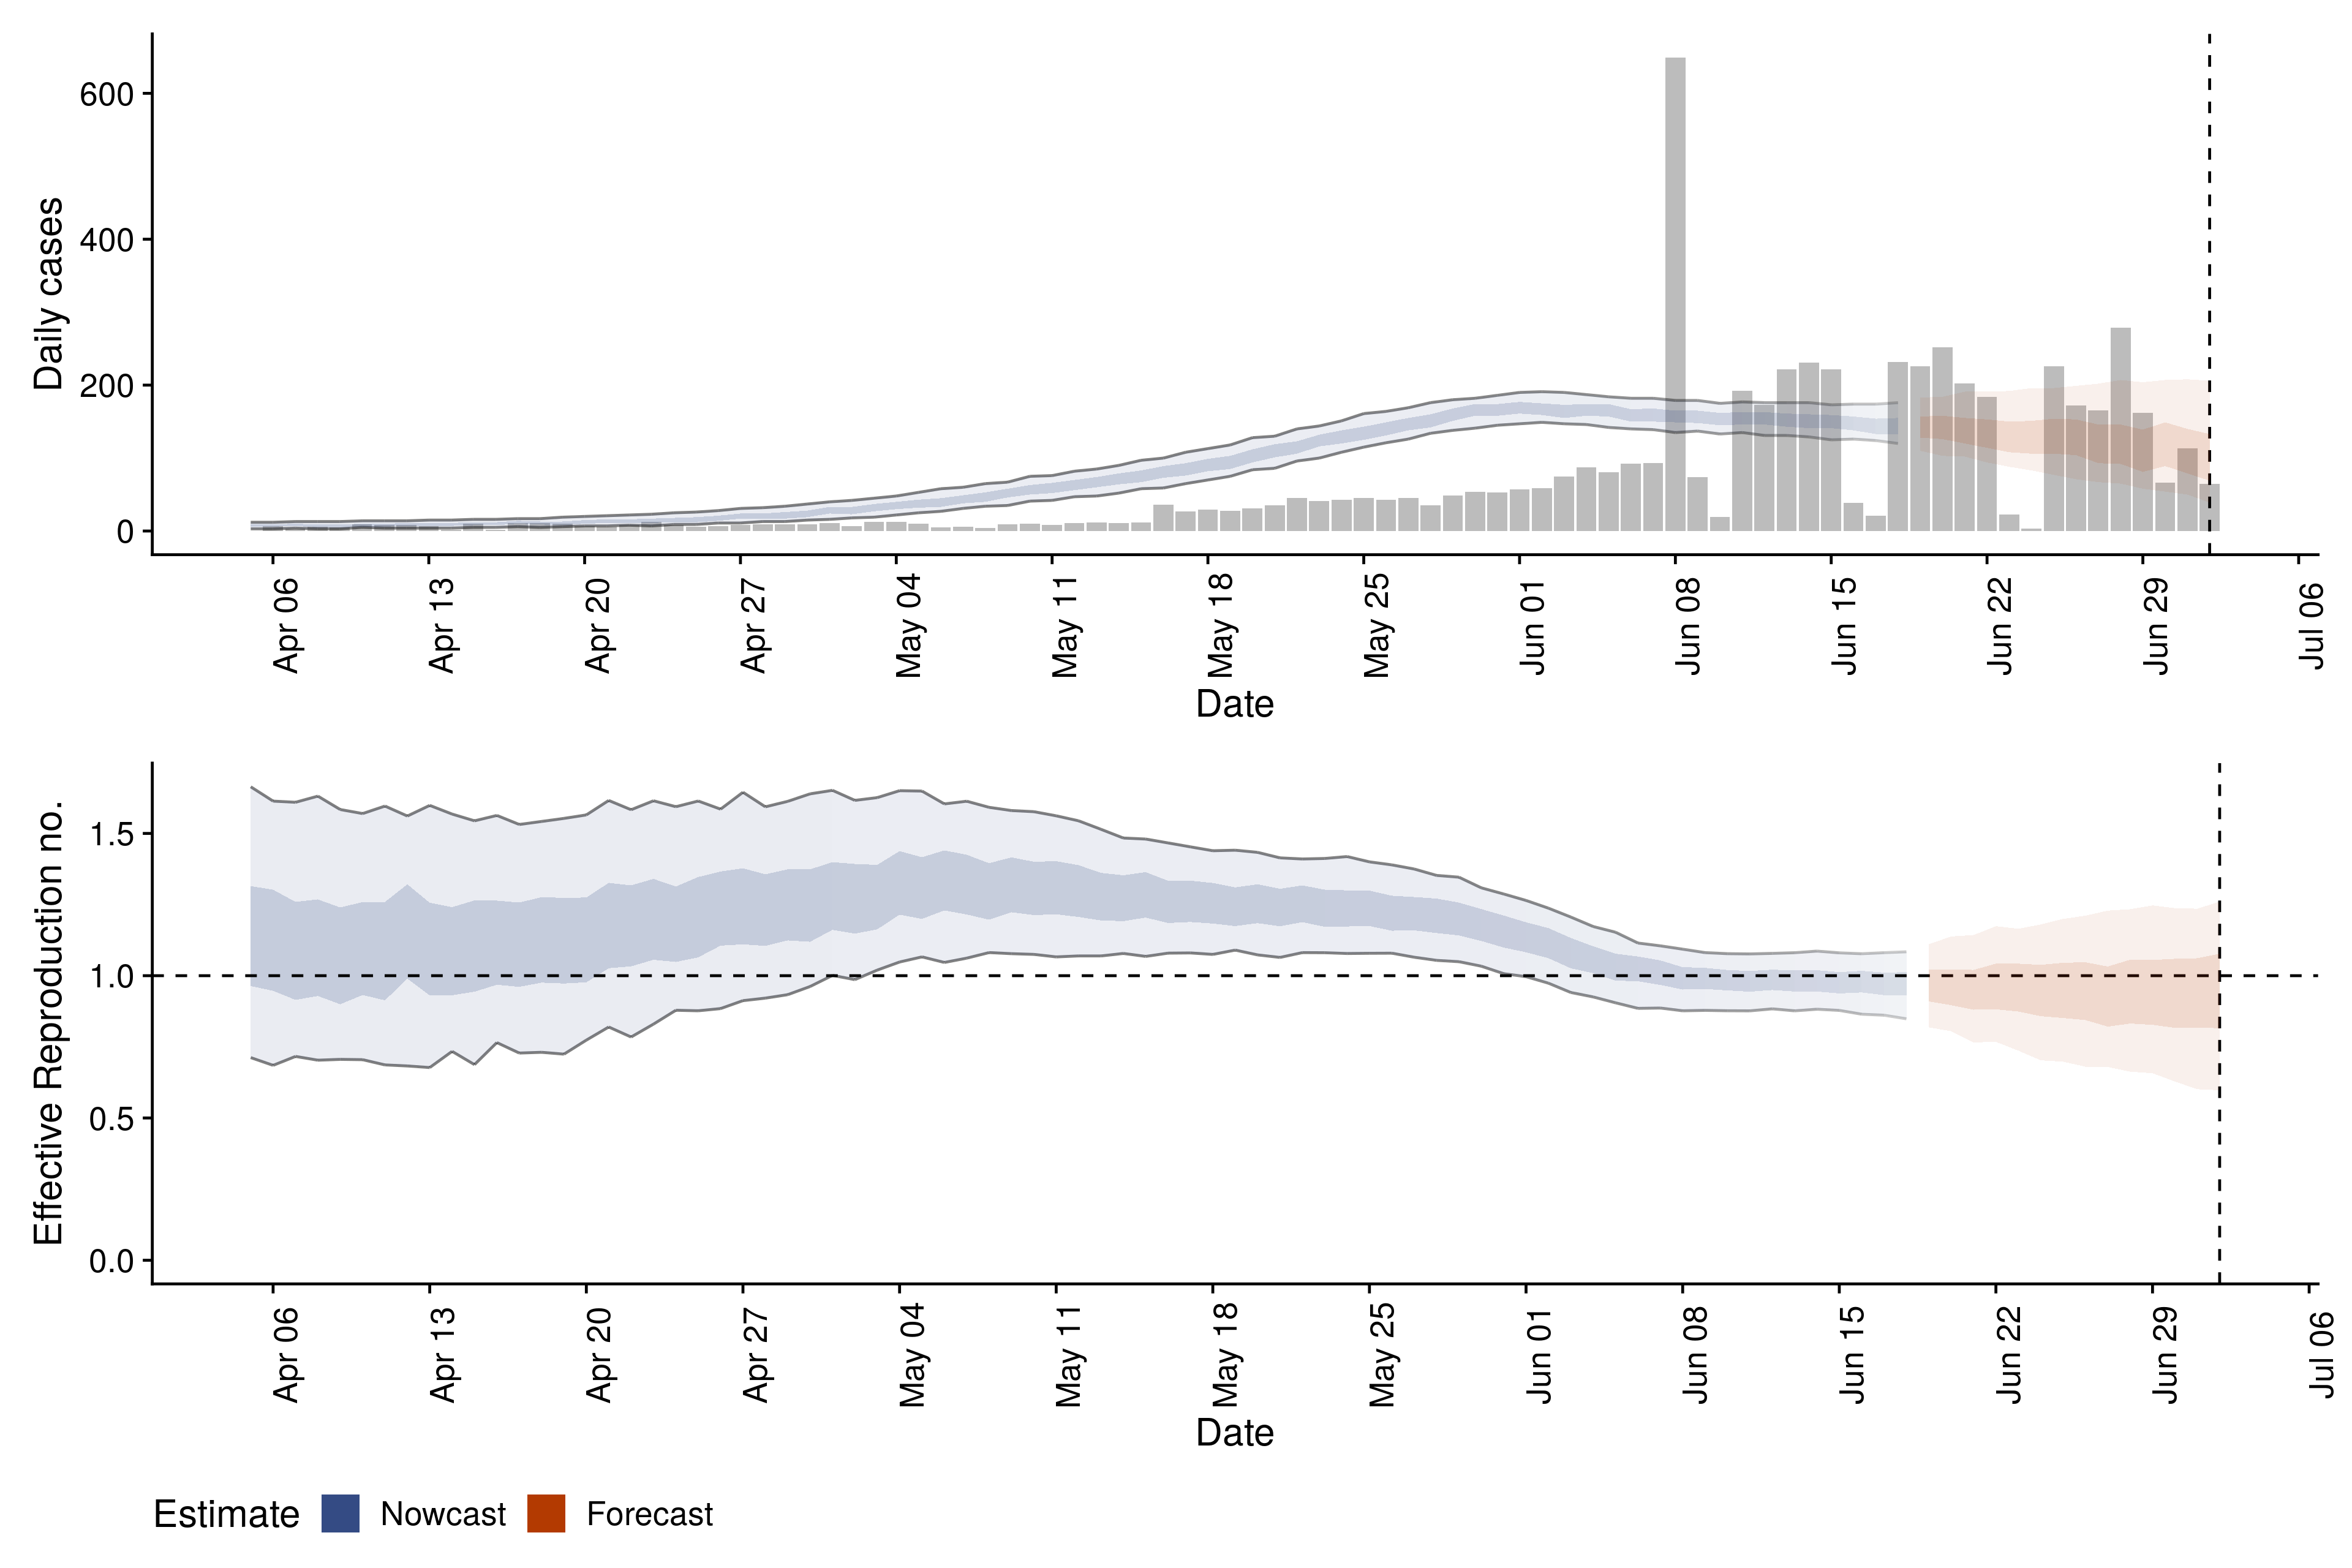 Daily cases
600
400
200
0
Apr 06
Apr 13
Apr 20
Apr 27
May 04
May 11
May 18
May 25
Jun 01
Jun 08
Jun 15
Jun 22
Jun 29
Jul 06
Date
Effective Reproduction no.
1.5
1.0
0.5
0.0
Apr 06
Apr 13
Apr 20
Apr 27
May 04
May 11
May 18
May 25
Jun 01
Jun 08
Jun 15
Jun 22
Jun 29
Jul 06
Date
Estimate Nowcast Forecast